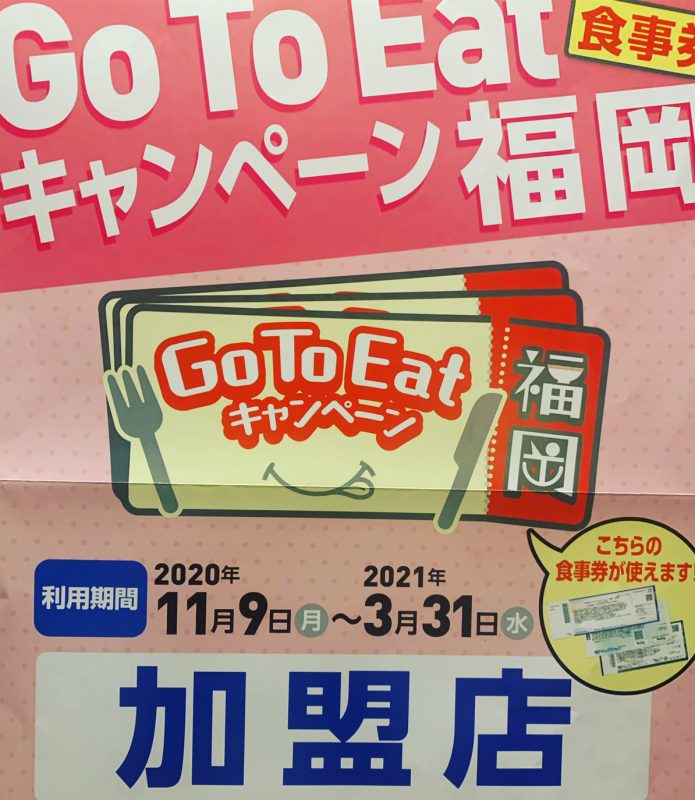 Go To Eat
食事券
キャンペーン福岡
Go To Eat
キャンペーン
福岡
こちらの
食事券が使えます!
利用期間
2020年
11月9日(月)～
2021年
3月31日(水)
加盟店